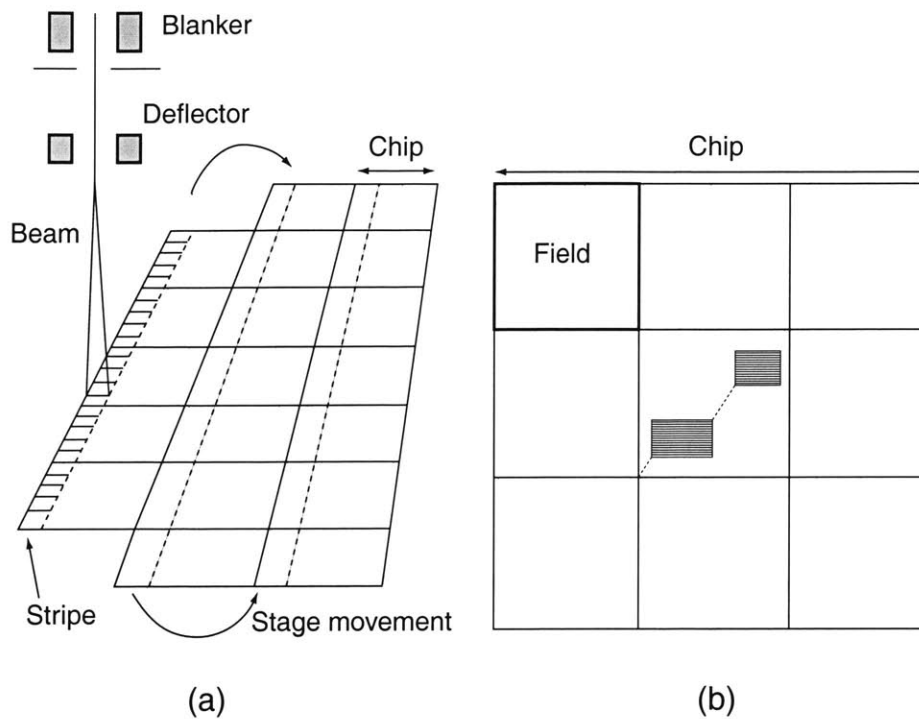 Blanker
Deflector
Chip
Beam
Stripe
Stage movement
(a)
Chip
Field
(b)